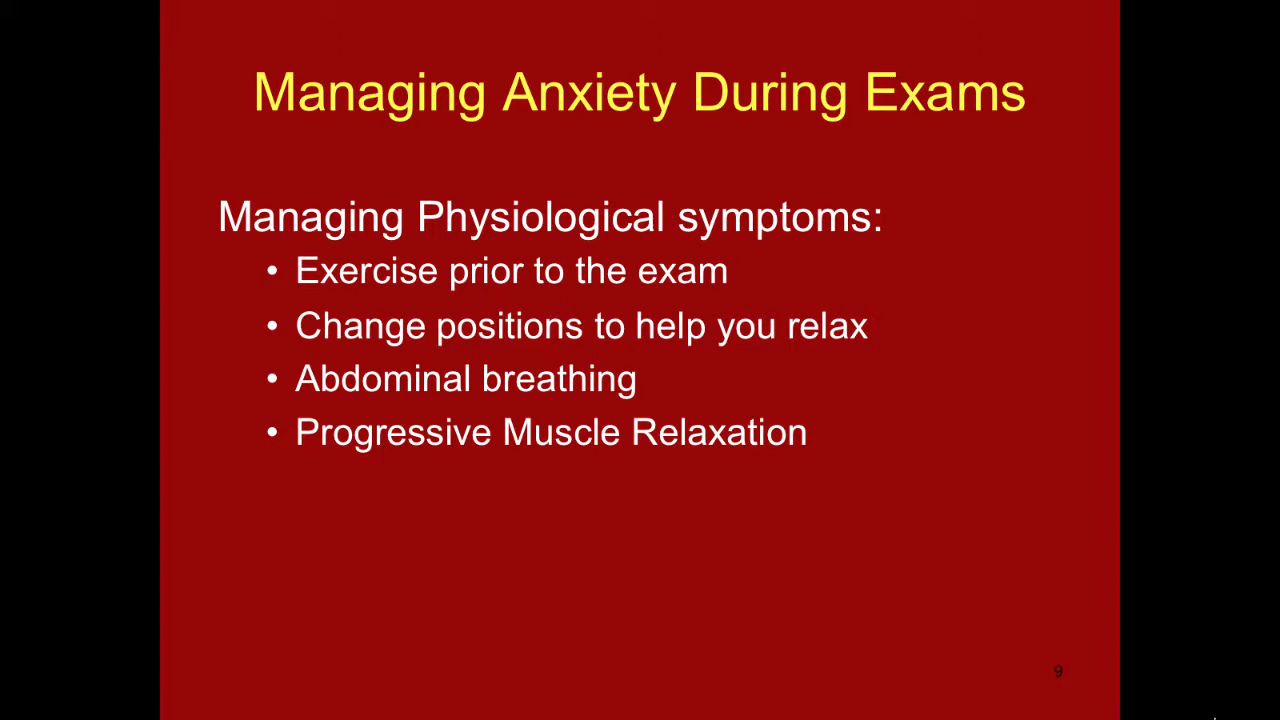 Managing Anxiety During Exams
Managing Physiological symptoms:
• Exercise prior to the exam
• Change positions to help you relax
• Abdominal breathing
• Progressive Muscle Relaxation
9